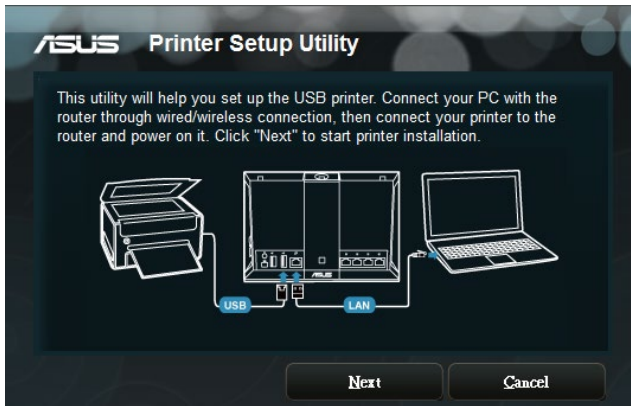 ASUS Printer Setup Utility
This utility will help you set up the USB printer. Connect your PC with the
router through wired/wireless connection, then connect your printer to the
router and power on it. Click "Next" to start printer installation.
ASUS
USB
LAN
Next
Cancel